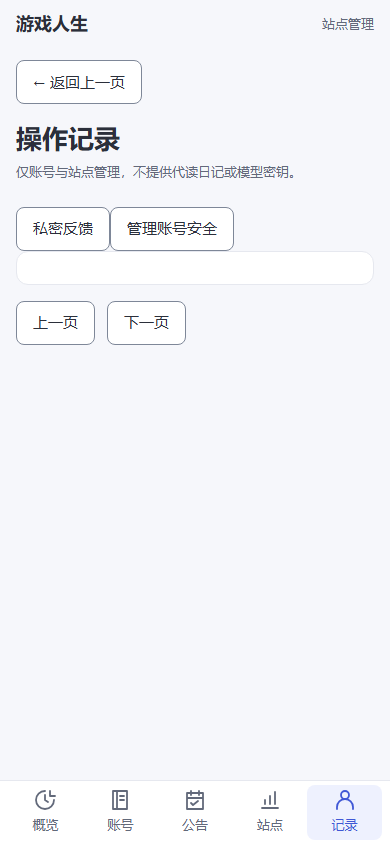 游戏人生 站点管理
← 返回上一页
操作记录
仅账号与站点管理，不提供代读日记或模型密钥。
私密反馈 管理账号安全
上一页 下一页
概览 账号 公告 站点 记录